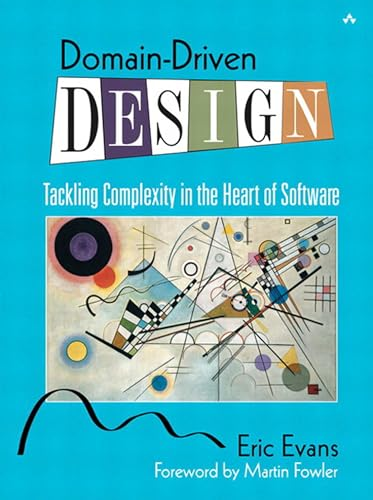 Domain-Driven
DESIGN
Tackling Complexity in the Heart of Software
Eric Evans
Foreword by Martin Fowler